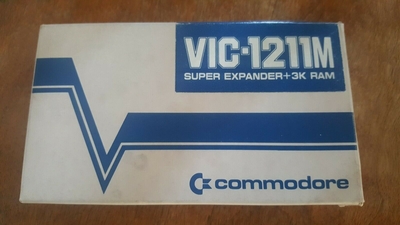 VIC-1211M
SUPER EXPANDER+3K RAM
commodore